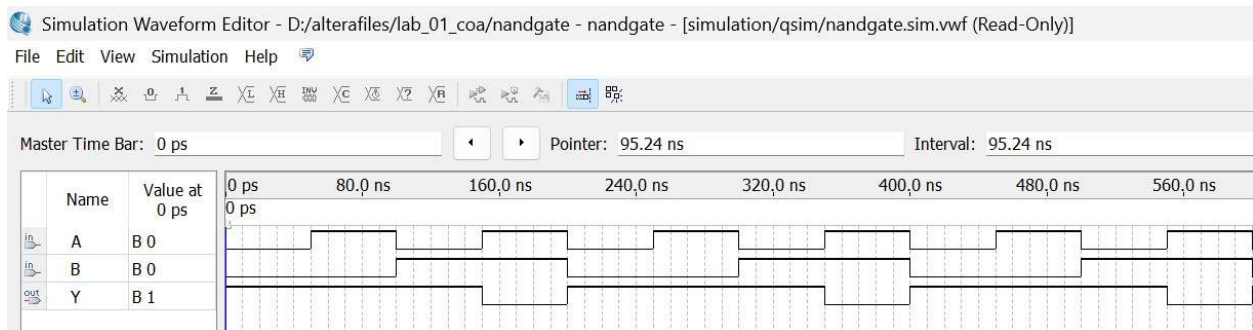 Simulation Waveform Editor - D:/alterafiles/lab_01_coa/nandgate - nandgate - [simulation/qsim/nandgate.sim.vwf (Read-Only)]
File Edit View Simulation Help
Master Time Bar: 0 ps Pointer: 95.24 ns Interval: 95.24 ns
Name Value at 0 ps 0 ps 80.0 ns 160.0 ns 240.0 ns 320.0 ns 400.0 ns 480.0 ns 560.0 ns
0 ps
in A B 0
in B B 0
out Y B 1